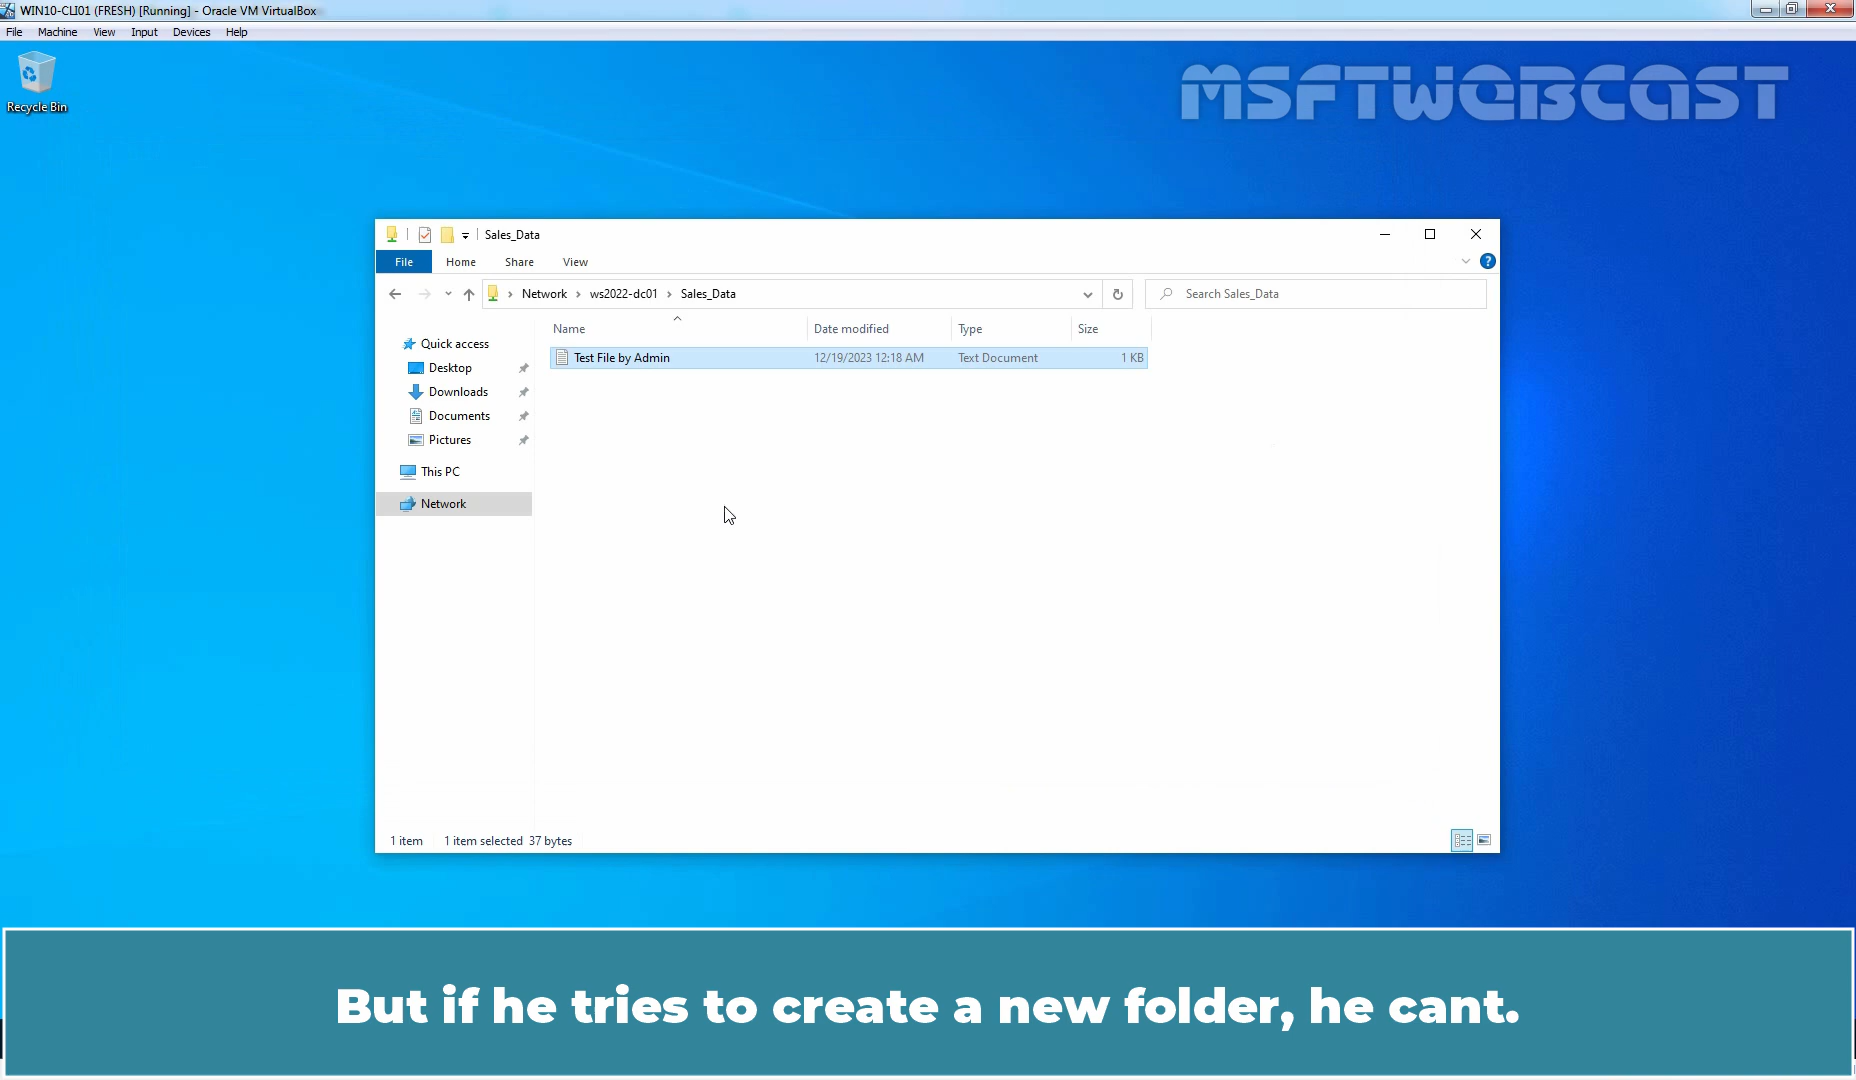 WIN10-CLI01 (FRESH) [Running] - Oracle VM VirtualBox
File Machine View Input Devices Help
Recycle Bin
MSFTWEBCAST
Sales_Data
File Home Share View
Network › ws2022-dc01 › Sales_Data
Search Sales_Data
Name Date modified Type Size
Quick access
Test File by Admin 12/19/2023 12:18 AM Text Document 1 KB
Desktop
Downloads
Documents
Pictures
This PC
Network
1 item 1 item selected 37 bytes
But if he tries to create a new folder, he cant.